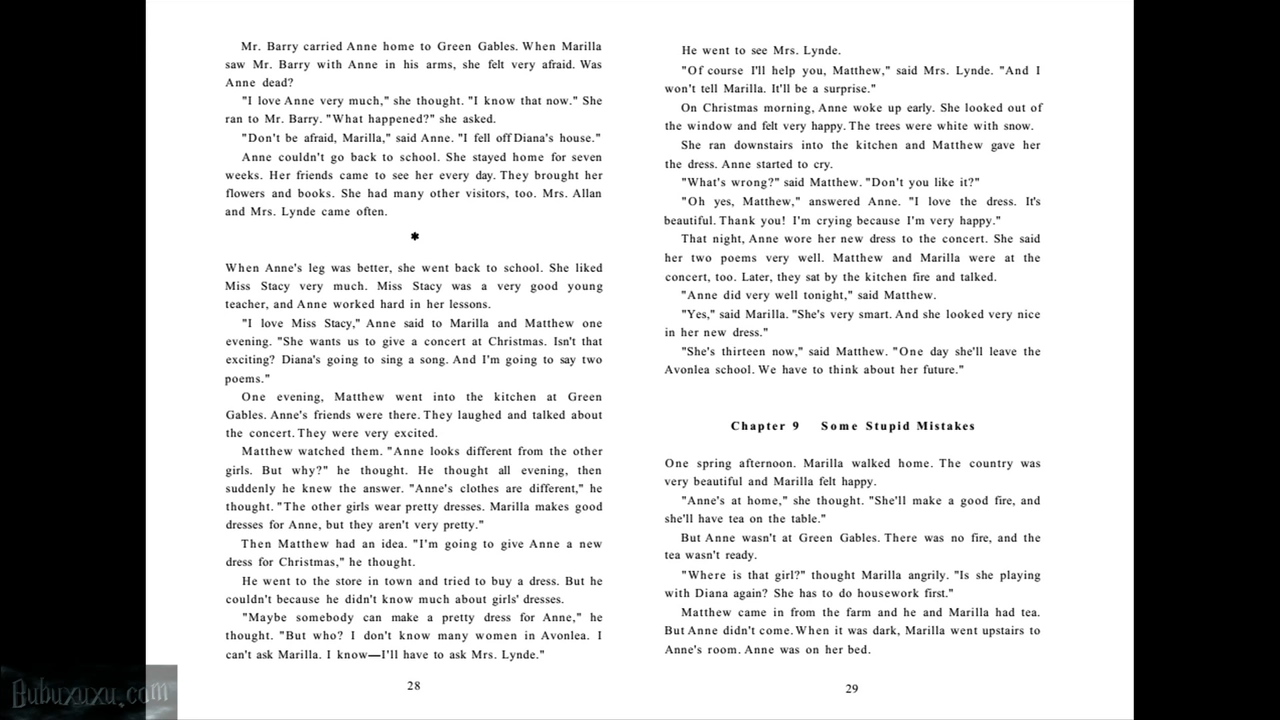 Mr. Barry carried Anne home to Green Gables. When Marilla
saw Mr. Barry with Anne in his arms, she felt very afraid. Was
Anne dead?
"I love Anne very much," she thought. "I know that now." She
ran to Mr. Barry. "What happened?" she asked.
"Don't be afraid, Marilla," said Anne. "I fell off Diana's house."
Anne couldn't go back to school. She stayed home for seven
weeks. Her friends came to see her every day. They brought her
flowers and books. She had many other visitors, too. Mrs. Allan
and Mrs. Lynde came often.
*
When Anne's leg was better, she went back to school. She liked
Miss Stacy very much. Miss Stacy was a very good young
teacher, and Anne worked hard in her lessons.
"I love Miss Stacy," Anne said to Marilla and Matthew one
evening. "She wants us to give a concert at Christmas. Isn't that
exciting? Diana's going to sing a song. And I'm going to say two
poems."
One evening, Matthew went into the kitchen at Green
Gables. Anne's friends were there. They laughed and talked about
the concert. They were very excited.
Matthew watched them. "Anne looks different from the other
girls. But why?" he thought. He thought all evening, then
suddenly he knew the answer. "Anne's clothes are different," he
thought. "The other girls wear pretty dresses. Marilla makes good
dresses for Anne, but they aren't very pretty."
Then Matthew had an idea. "I'm going to give Anne a new
dress for Christmas," he thought.
He went to the store in town and tried to buy a dress. But he
couldn't because he didn't know much about girls' dresses.
"Maybe somebody can make a pretty dress for Anne," he
thought. "But who? I don't know many women in Avonlea. I
can't ask Marilla. I know—I'll have to ask Mrs. Lynde."
28
He went to see Mrs. Lynde.
"Of course I'll help you, Matthew," said Mrs. Lynde. "And I
won't tell Marilla. It'll be a surprise."
On Christmas morning, Anne woke up early. She looked out of
the window and felt very happy. The trees were white with snow.
She ran downstairs into the kitchen and Matthew gave her
the dress. Anne started to cry.
"What's wrong?" said Matthew. "Don't you like it?"
"Oh yes, Matthew," answered Anne. "I love the dress. It's
beautiful. Thank you! I'm crying because I'm very happy."
That night, Anne wore her new dress to the concert. She said
her two poems very well. Matthew and Marilla were at the
concert, too. Later, they sat by the kitchen fire and talked.
"Anne did very well tonight," said Matthew.
"Yes," said Marilla. "She's very smart. And she looked very nice
in her new dress."
"She's thirteen now," said Matthew. "One day she'll leave the
Avonlea school. We have to think about her future."
Chapter 9 Some Stupid Mistakes
One spring afternoon. Marilla walked home. The country was
very beautiful and Marilla felt happy.
"Anne's at home," she thought. "She'll make a good fire, and
she'll have tea on the table."
But Anne wasn't at Green Gables. There was no fire, and the
tea wasn't ready.
"Where is that girl?" thought Marilla angrily. "Is she playing
with Diana again? She has to do housework first."
Matthew came in from the farm and he and Marilla had tea.
But Anne didn't come. When it was dark, Marilla went upstairs to
Anne's room. Anne was on her bed.
29
Bubuxuxu.com